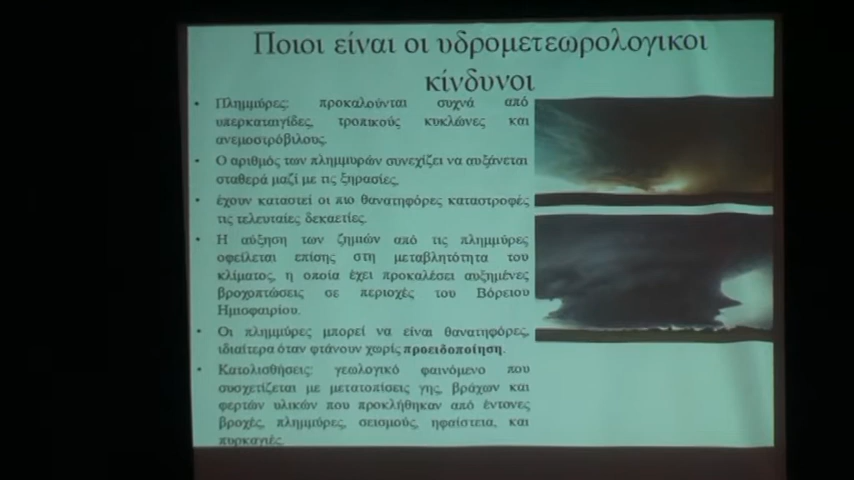 Ποιοι είναι οι υδρομετεωρολογικοι
κίνδυνοι
• Πλημμύρες: προκαλούνται συχνά από
υπερκαταιγίδες, τροπικούς κυκλώνες και
ανεμοστρόβιλους.
• Ο αριθμός των πλημμυρών συνεχίζει να αυξάνεται
σταθερά μαζί με τις ξηρασίες,
• έχουν καταστεί οι πιο θανατηφόρες καταστροφές
τις τελευταίες δεκαετίες.
• Η αύξηση των ζημιών από τις πλημμύρες
οφείλεται επίσης στη μεταβλητότητα του
κλίματος, η οποία έχει προκαλέσει αυξημένες
βροχοπτώσεις σε περιοχές του Βόρειου
Ημισφαιρίου.
• Οι πλημμύρες μπορεί να είναι θανατηφόρες,
ιδιαίτερα όταν φτάνουν χωρίς προειδοποίηση.
• Κατολισθήσεις: γεωλογικό φαινόμενο που
συσχετίζεται με μετατοπίσεις γης, βράχων και
φερτών υλικών που προκλήθηκαν από έντονες
βροχές, πλημμύρες, σεισμούς, ηφαίστεια, και
πυρκαγιές.